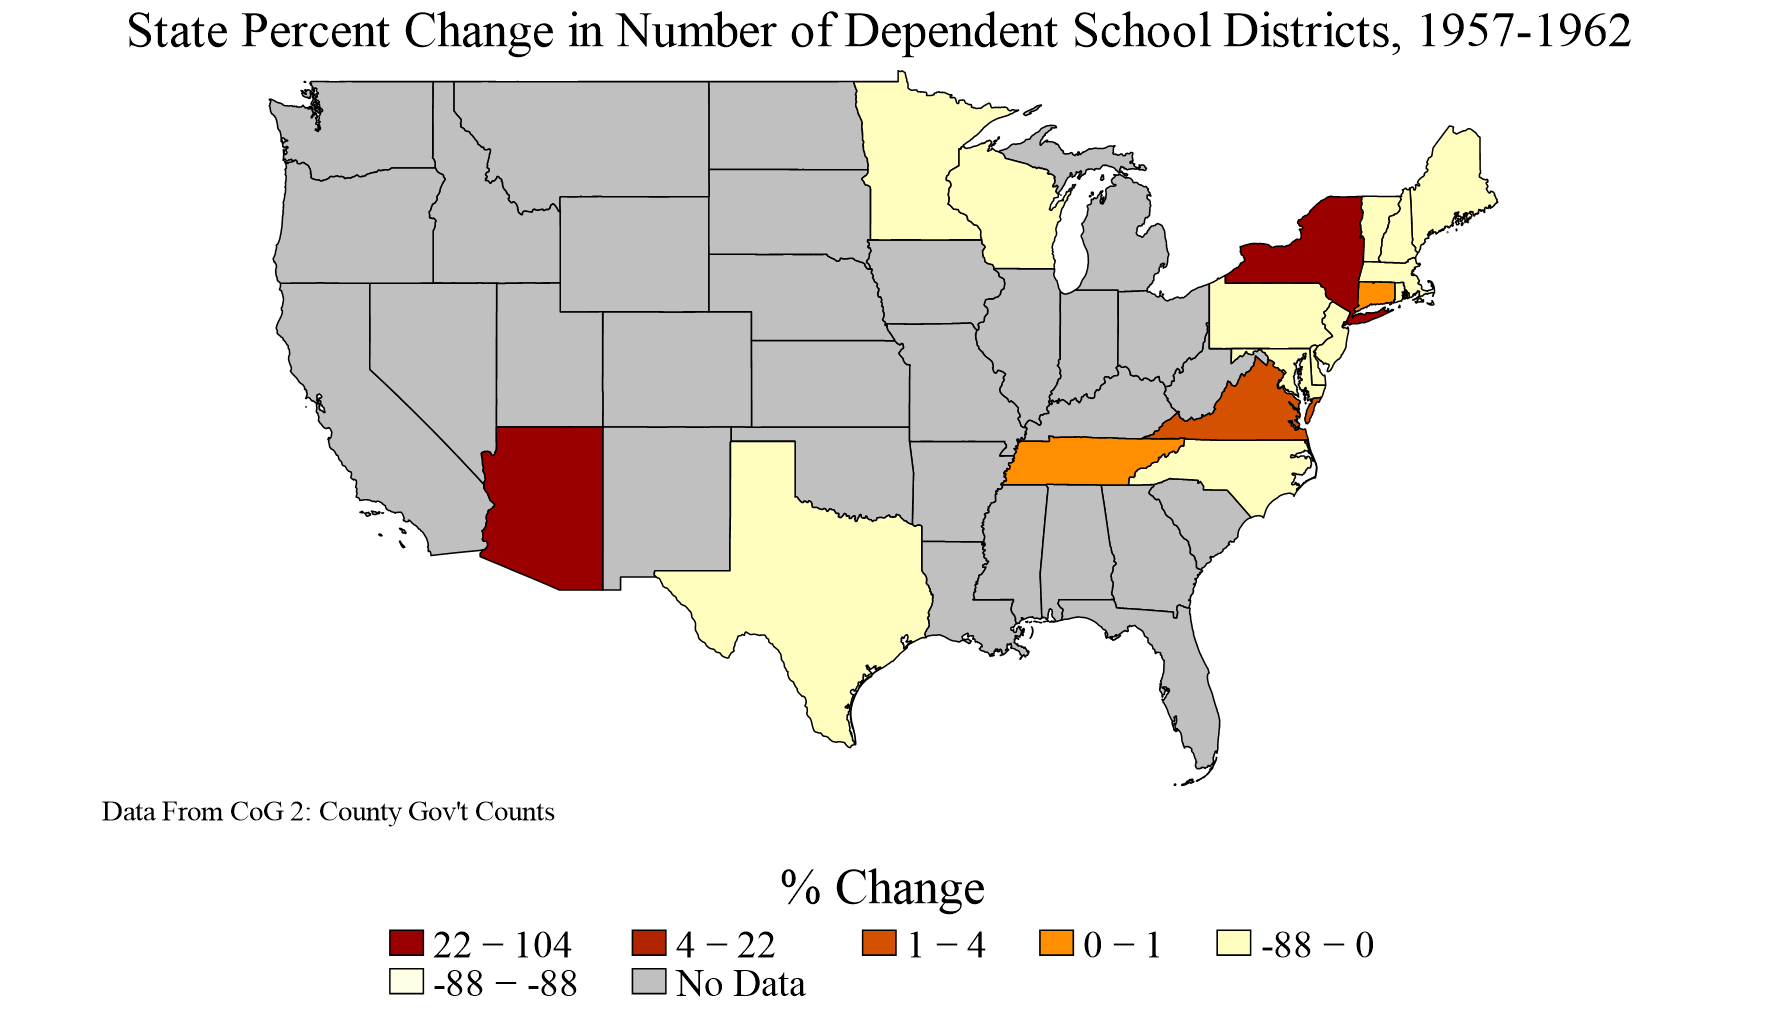 State Percent Change in Number of Dependent School Districts, 1957-1962
Data From CoG 2: County Gov't Counts
% Change
22 − 104 4 − 22 1 − 4 0 − 1 -88 − 0
-88 − -88 No Data